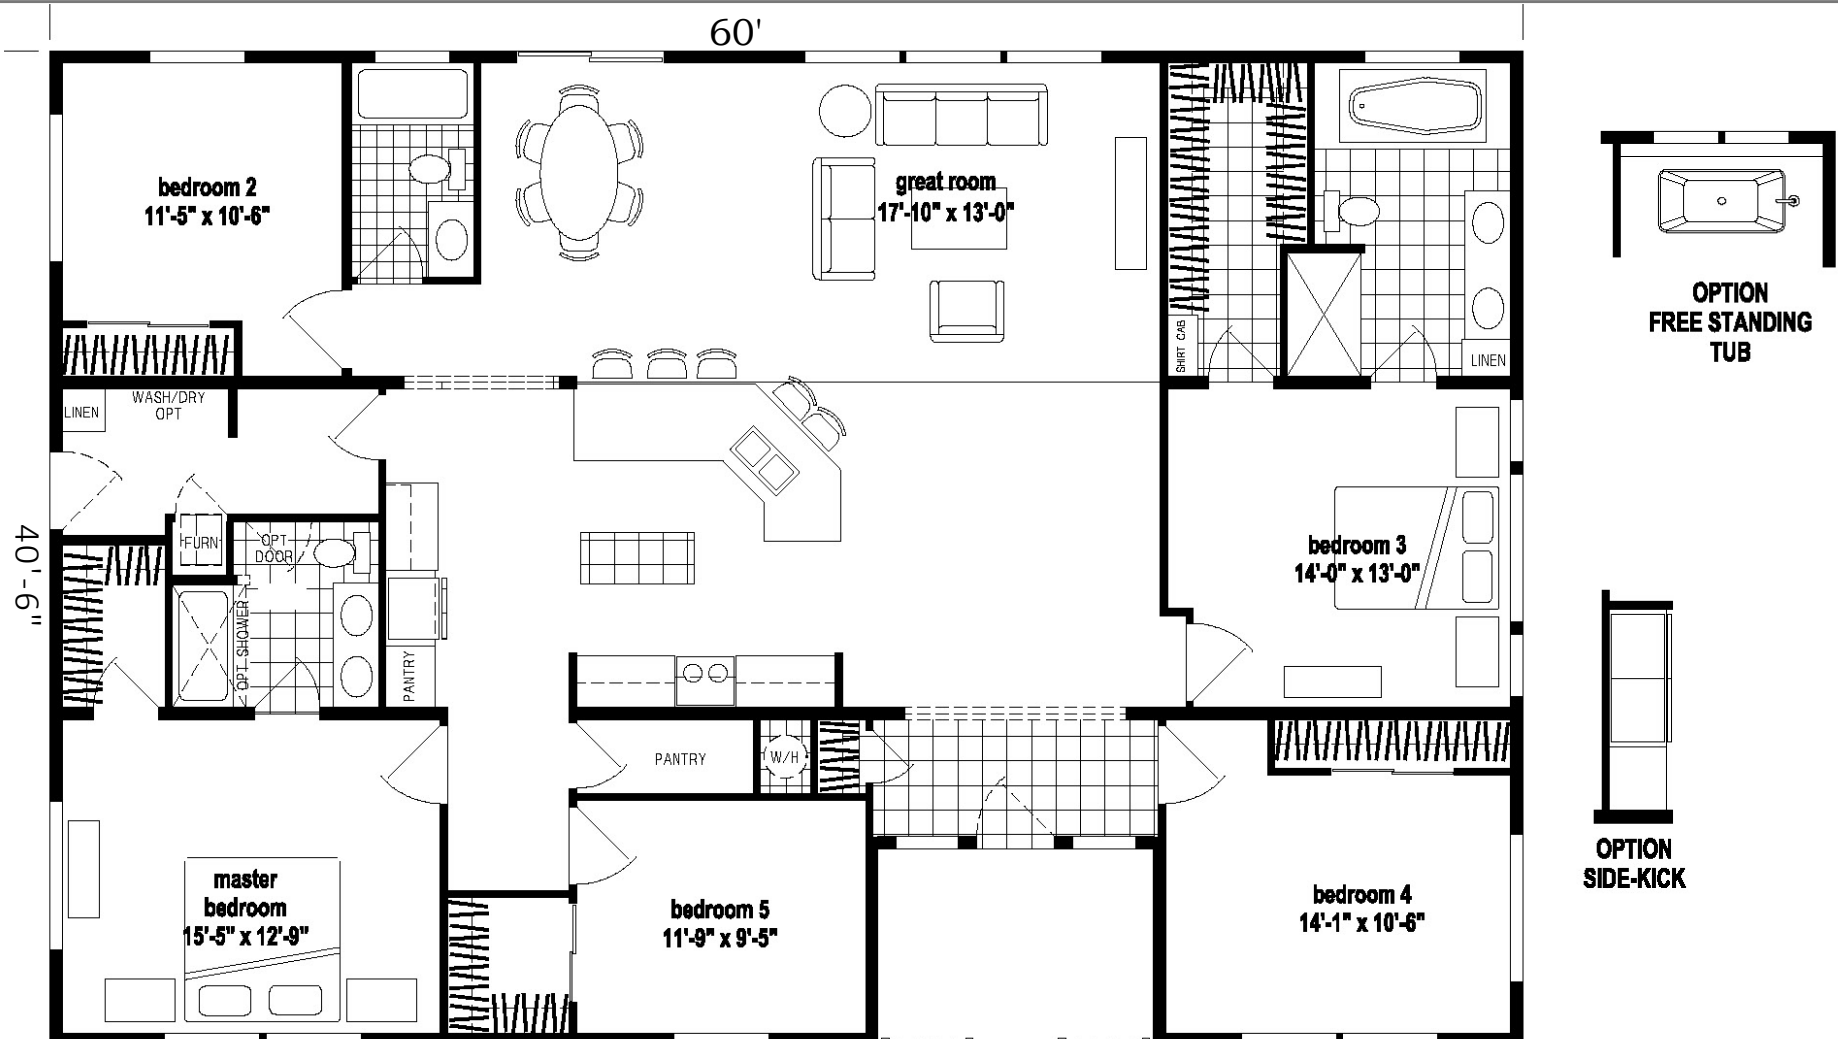 60'
40'-6"
bedroom 2
11'-5" x 10'-6"
great room
17'-10" x 13'-0"
SHIRT CAB
LINEN
OPTION
FREE STANDING
TUB
LINEN
WASH/DRY
OPT
FURN
OPT
DOOR
OPT SHOWER
PANTRY
bedroom 3
14'-0" x 13'-0"
PANTRY
W/H
OPTION
SIDE-KICK
master
bedroom
15'-5" x 12'-9"
bedroom 5
11'-9" x 9'-5"
bedroom 4
14'-1" x 10'-6"